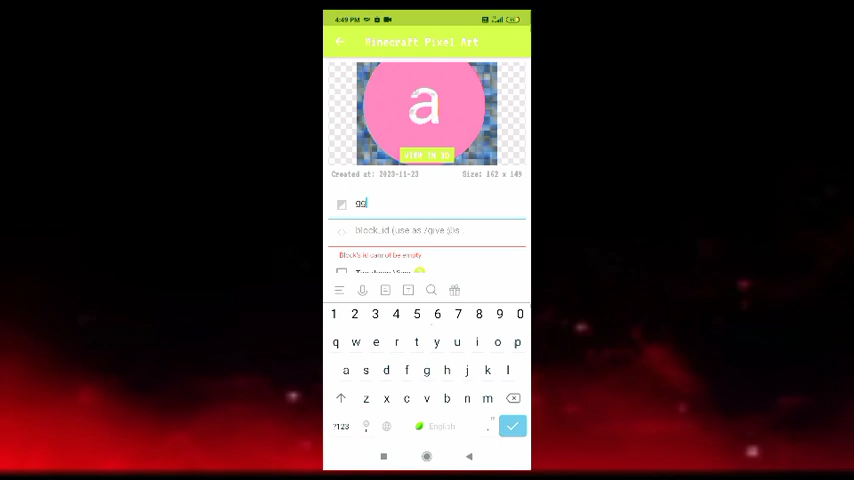 4:49 PM
Minecraft Pixel Art
a
VIEW IN 3D
Created at: 2023-11-23 Size: 162 x 149
gg
block_id (use as /give @s
Block's id cannot be empty
1 2 3 4 5 6 7 8 9 0
q w e r t y u i o p
a s d f g h j k l
z x c v b n m
?123 English .